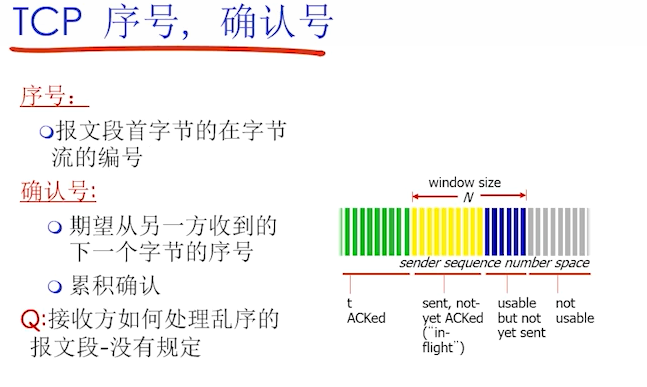 TCP 序号，确认号
序号：
报文段首字节的在字节
流的编号
确认号:
期望从另一方收到的
下一个字节的序号
累积确认
Q:接收方如何处理乱序的
报文段-没有规定
window size
N
sender sequence number space
t
ACKed
sent, not-
yet ACKed
("in-
flight")
usable
but not
yet sent
not
usable